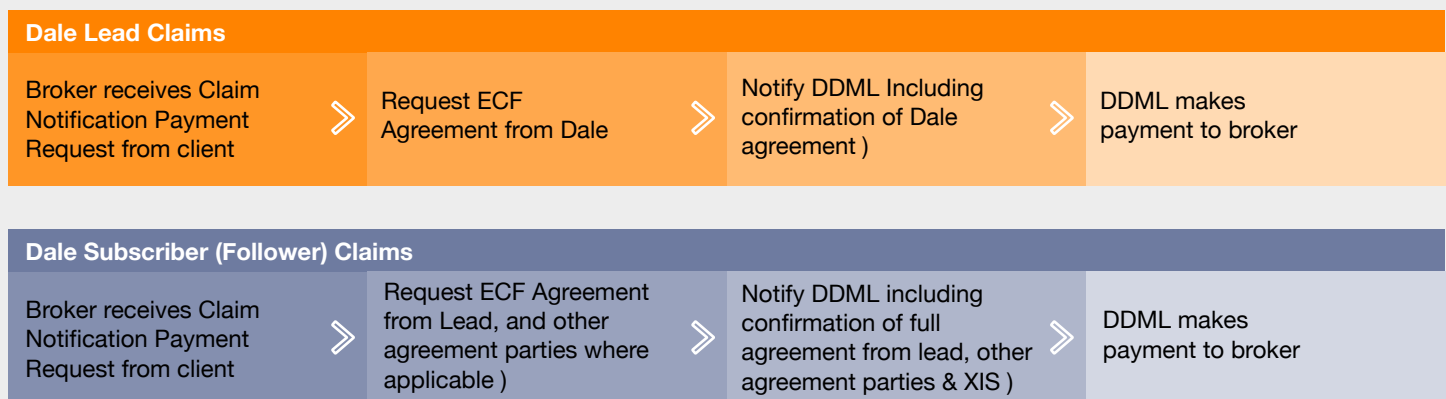 Dale Lead Claims
Broker receives Claim
Notification Payment
Request from client
Request ECF
Agreement from Dale
Notify DDML Including
confirmation of Dale
agreement )
DDML makes
payment to broker
Dale Subscriber (Follower) Claims
Broker receives Claim
Notification Payment
Request from client
Request ECF Agreement
from Lead, and other
agreement parties where
applicable )
Notify DDML including
confirmation of full
agreement from lead, other
agreement parties & XIS )
DDML makes
payment to broker